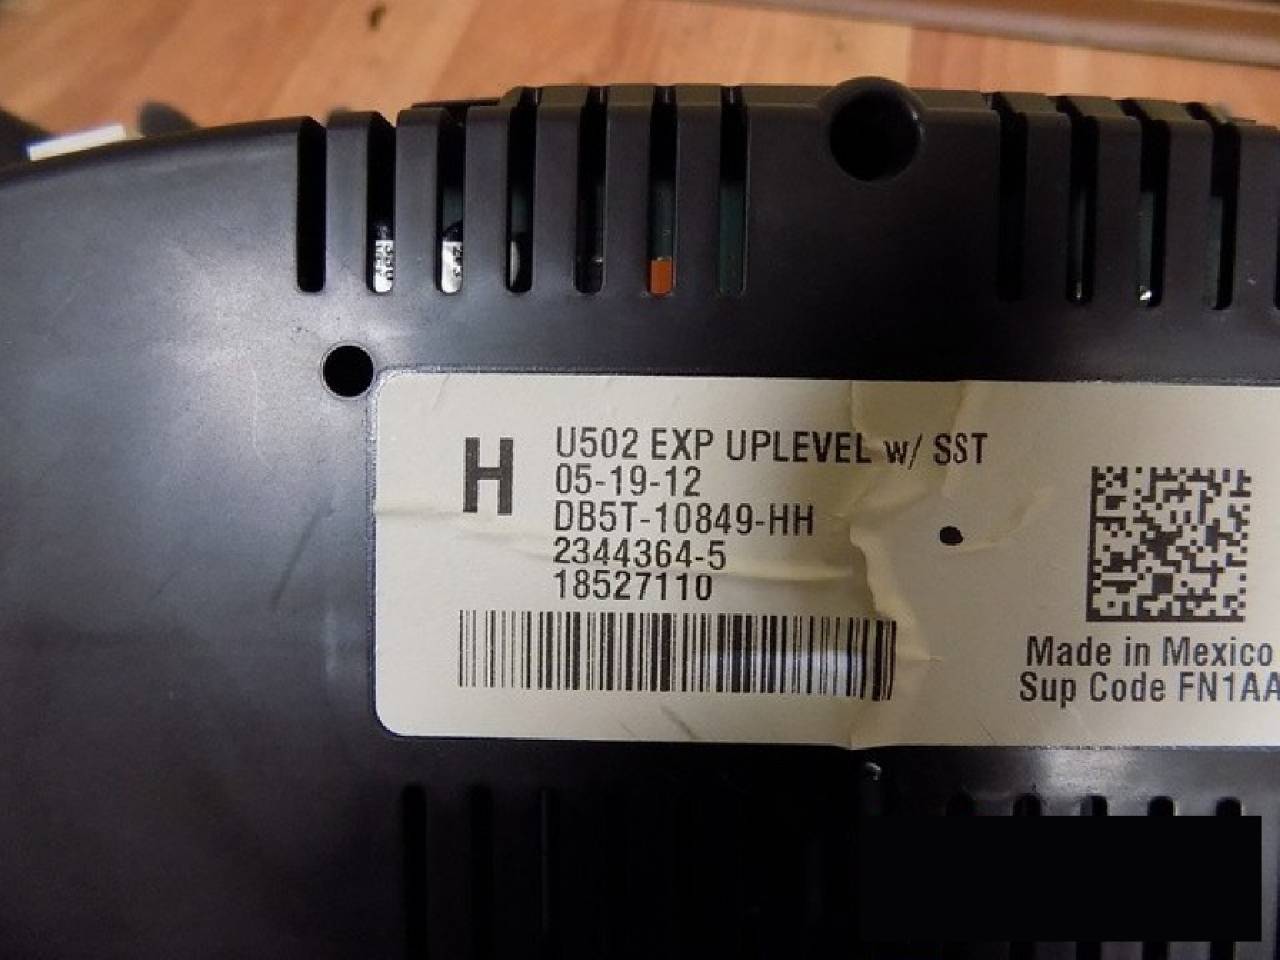 H
U502 EXP UPLEVEL w/ SST
05-19-12
DB5T-10849-HH
2344364-5
18527110
Made in Mexico
Sup Code FN1AA